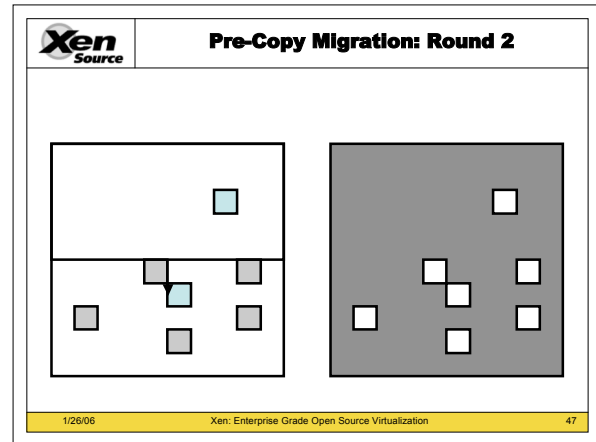 Xen
Source
Pre-Copy Migration: Round 2
1/26/06
Xen: Enterprise Grade Open Source Virtualization
47